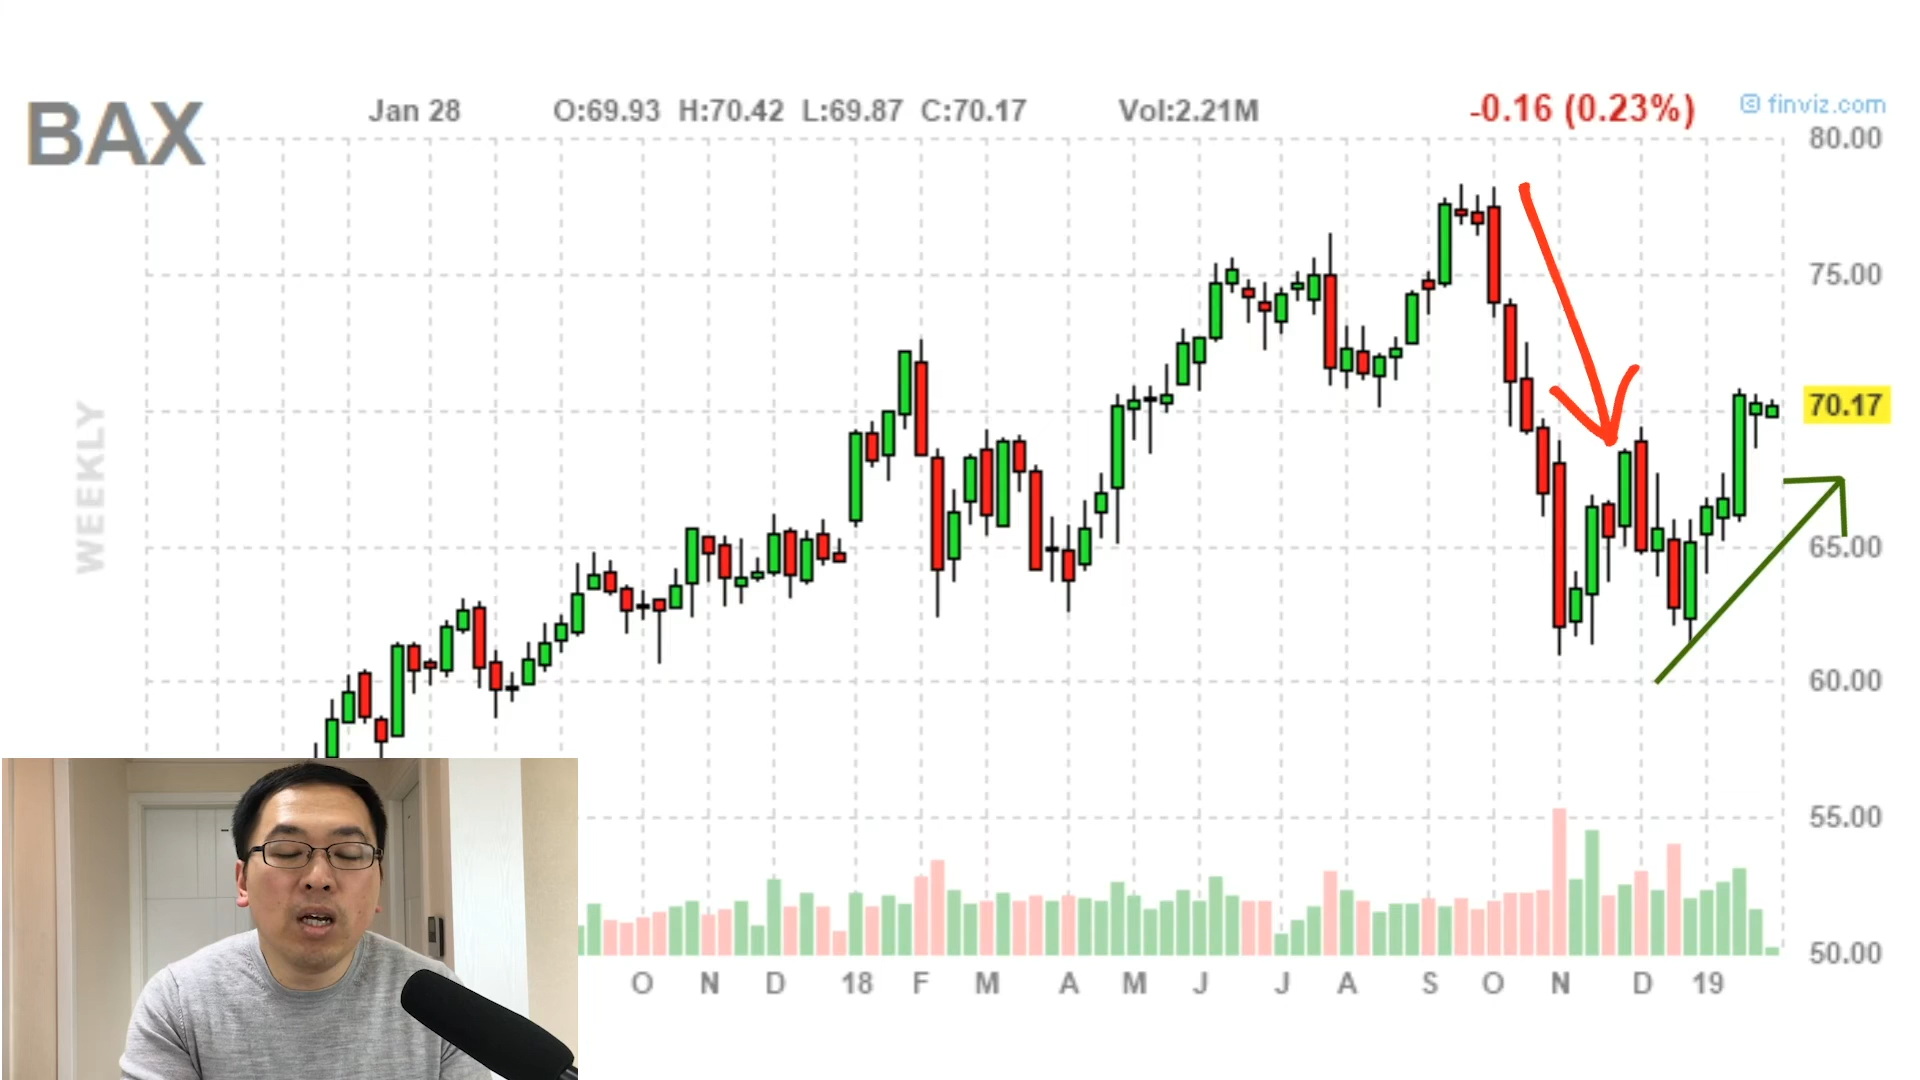 BAX Jan 28 O:69.93 H:70.42 L:69.87 C:70.17 Vol:2.21M -0.16 (0.23%) © finviz.com
80.00
75.00
70.17
WEEKLY
65.00
60.00
55.00
50.00
O N D 18 F M A M J J A S O N D 19